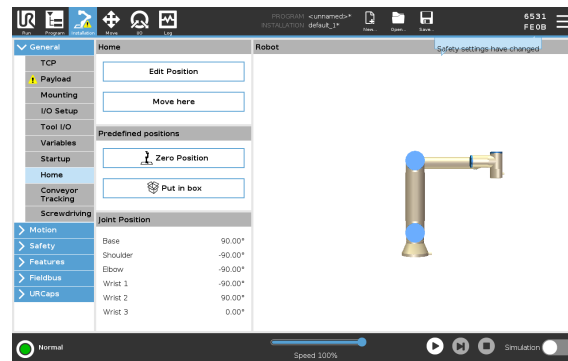 PROGRAM <unnamed>*
INSTALLATION default_1*
Run Program Installation Move I/O Log New... Open... Save...
6531
FE0B
Safety settings have changed
General
TCP
Payload
Mounting
I/O Setup
Tool I/O
Variables
Startup
Home
Conveyor
Tracking
Screwdriving
Motion
Safety
Features
Fieldbus
URCaps
Home
Edit Position
Move here
Predefined positions
Zero Position
Put in box
Joint Position
Base 90.00°
Shoulder -90.00°
Elbow -90.00°
Wrist 1 -90.00°
Wrist 2 90.00°
Wrist 3 0.00°
Robot
Normal
Speed 100%
Simulation